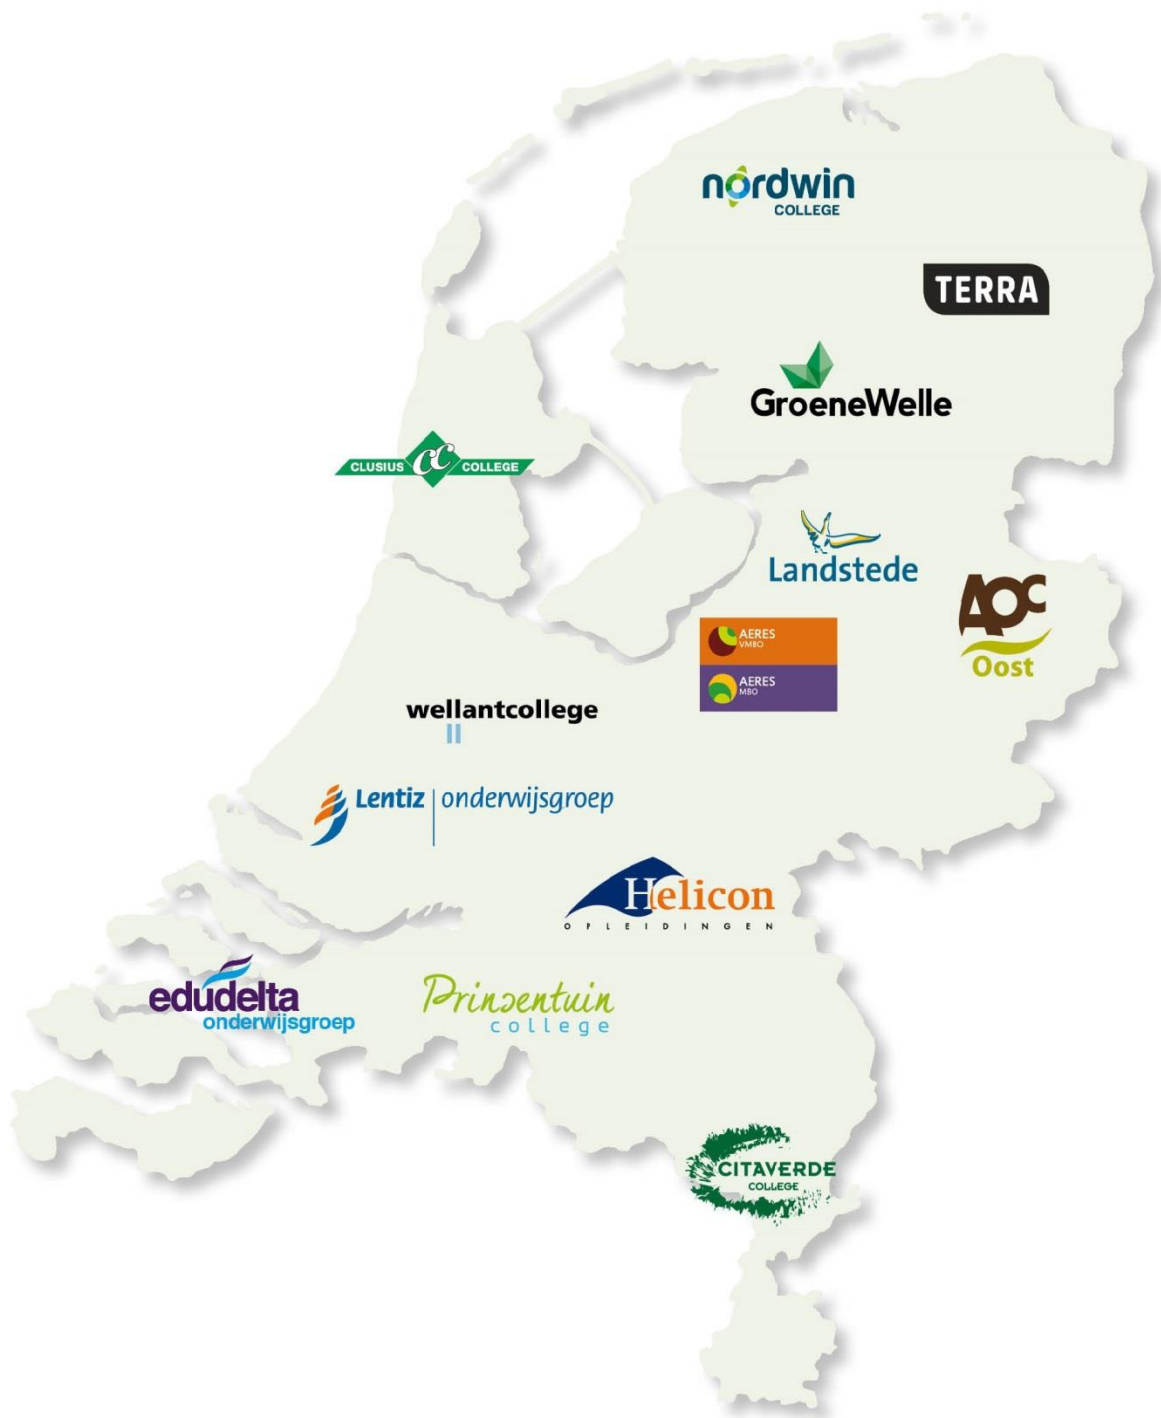 nordwin
COLLEGE
TERRA
GroeneWelle
CLUSIUS CC COLLEGE
Landstede
AOC
Oost
AERES
VMBO
AERES
MBO
wellantcollege
Lentiz | onderwijsgroep
Helicon
OPLEIDINGEN
edudelta
onderwijsgroep
Prinsentuin
college
CITAVERDE
COLLEGE